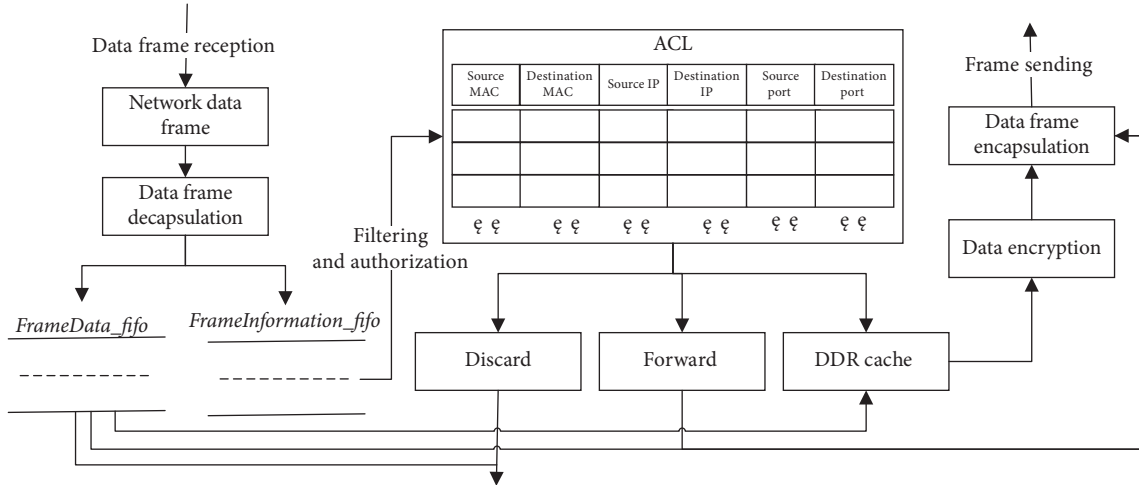 Data frame reception
Network data
frame
Data frame
decapsulation
FrameData_fifo
FrameInformation_fifo
Filtering
and authorization
ACL
Source
MAC
Destination
MAC
Source IP
Destination
IP
Source
port
Destination
port
ę ę
ę ę
ę ę
ę ę
ę ę
ę ę
Discard
Forward
DDR cache
Frame sending
Data frame
encapsulation
Data encryption